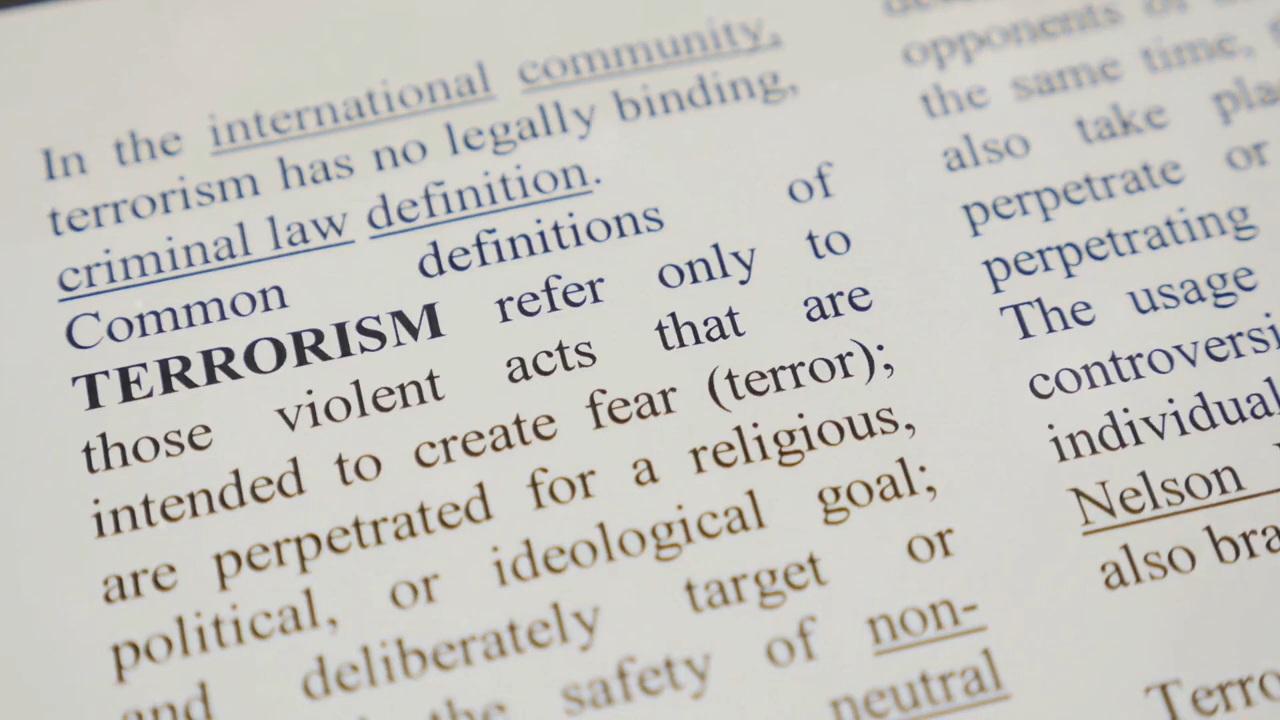 In the international community,
terrorism has no legally binding,
criminal law definition.
Common definitions of
TERRORISM refer only to
those violent acts that are
intended to create fear (terror);
are perpetrated for a religious,
political, or ideological goal;
and deliberately target or
the safety of non-
neutral
opponents of
the same time,
also take
perpetrate or
perpetrating
The usage
individual
Nelson
also